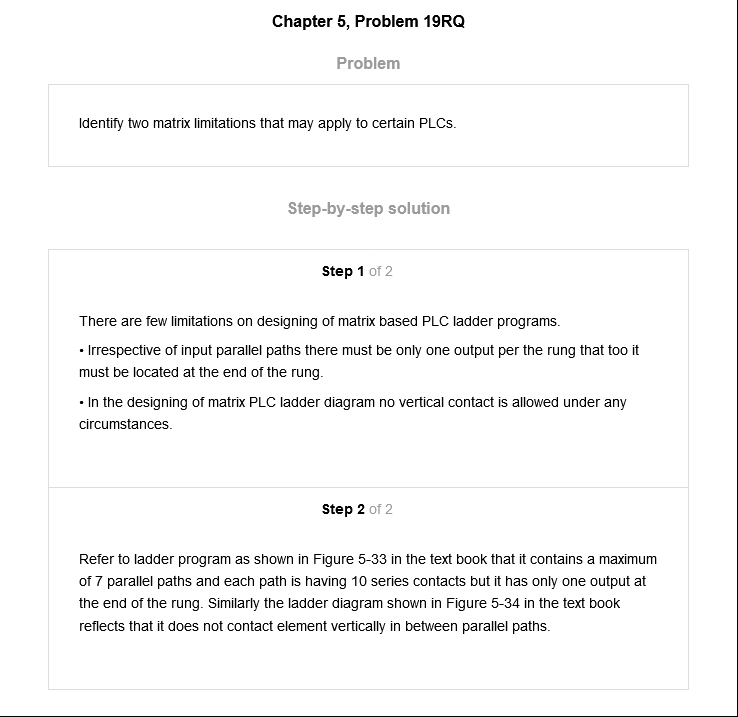 Chapter 5, Problem 19RQ
Problem
Identify two matrix limitations that may apply to certain PLCs.
Step-by-step solution
Step 1 of 2
There are few limitations on designing of matrix based PLC ladder programs.
• Irrespective of input parallel paths there must be only one output per the rung that too it
must be located at the end of the rung.
• In the designing of matrix PLC ladder diagram no vertical contact is allowed under any
circumstances.
Step 2 of 2
Refer to ladder program as shown in Figure 5-33 in the text book that it contains a maximum
of 7 parallel paths and each path is having 10 series contacts but it has only one output at
the end of the rung. Similarly the ladder diagram shown in Figure 5-34 in the text book
reflects that it does not contact element vertically in between parallel paths.